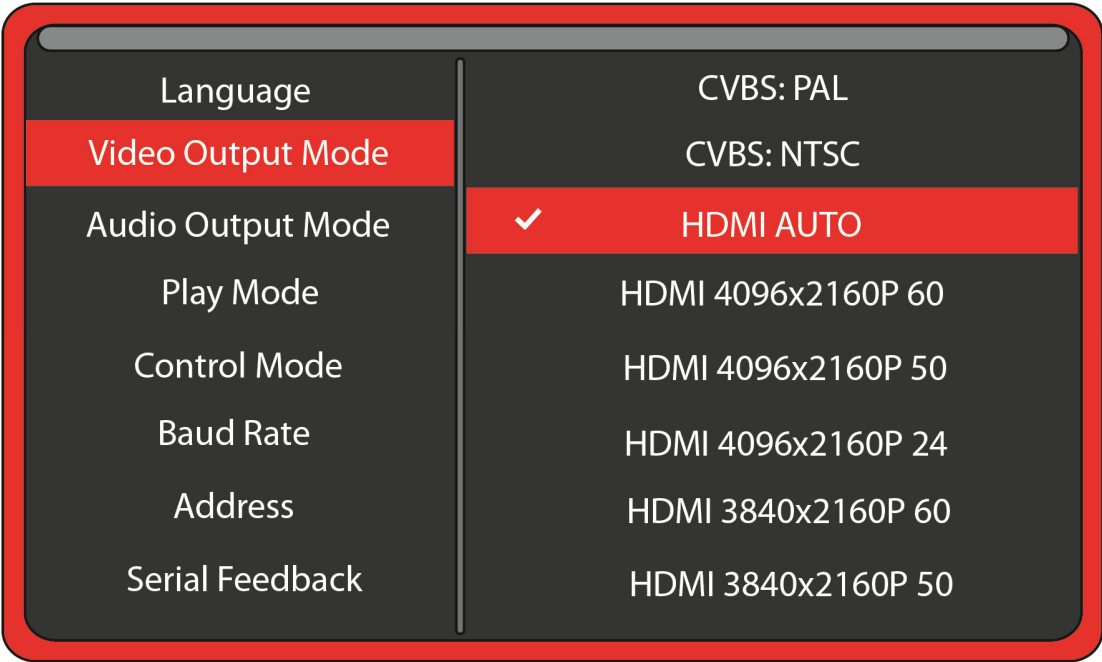 Language
Video Output Mode
Audio Output Mode
Play Mode
Control Mode
Baud Rate
Address
Serial Feedback
CVBS: PAL
CVBS: NTSC
HDMI AUTO
HDMI 4096x2160P 60
HDMI 4096x2160P 50
HDMI 4096x2160P 24
HDMI 3840x2160P 60
HDMI 3840x2160P 50